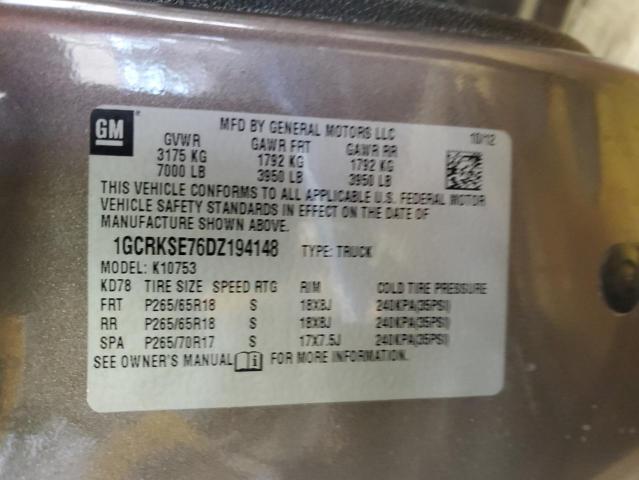 GM
MFD BY GENERAL MOTORS LLC
10/12
GVWR GAWR FRT GAWR RR
3175 KG 1792 KG 1792 KG
7000 LB 3950 LB 3950 LB
THIS VEHICLE CONFORMS TO ALL APPLICABLE U.S. FEDERAL MOTOR
VEHICLE SAFETY STANDARDS IN EFFECT ON THE DATE OF
MANUFACTURE SHOWN ABOVE.
1GCRKSE76DZ194148 TYPE: TRUCK
MODEL: K10753
KD78 TIRE SIZE SPEED RTG RIM COLD TIRE PRESSURE
FRT P265/65R18 S 18X8J 240KPA(35PSI)
RR P265/65R18 S 18X8J 240KPA(35PSI)
SPA P265/70R17 S 17X7.5J 240KPA(35PSI)
SEE OWNER'S MANUAL FOR MORE INFORMATION.